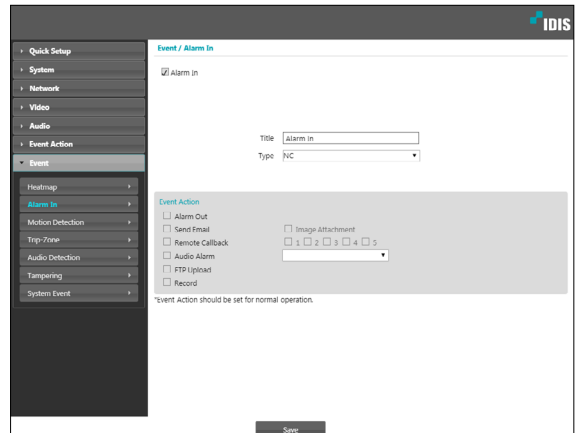 IDIS
Quick Setup
System
Network
Video
Audio
Event Action
Event
Heatmap
Alarm In
Motion Detection
Trip-Zone
Audio Detection
Tampering
System Event
Event / Alarm In
Alarm In
Title Alarm In
Type NC
Event Action
Alarm Out
Send Email Image Attachment
Remote Callback 1 2 3 4 5
Audio Alarm
FTP Upload
Record
*Event Action should be set for normal operation.
Save